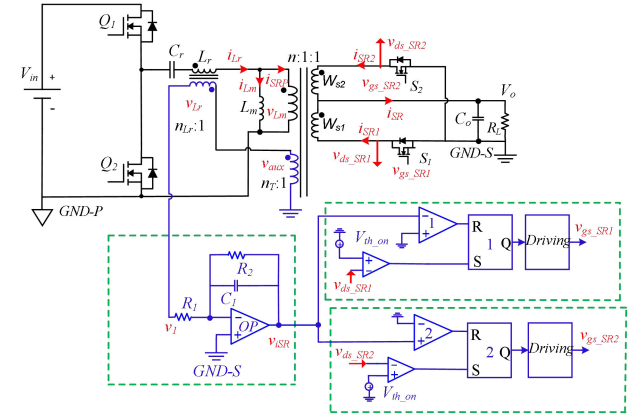 Q1
Vin
+
-
Cr
Lr
iLr
n:1:1
iLm
iSRP
vLr
nLr:1
Lm
vLm
Q2
vaux
nT:1
GND-P
vds_SR2
iSR2
vgs_SR2
S2
Ws2
iSR
Vo
Co
RL
Ws1
iSR1
vds_SR1
S1
vgs_SR1
GND-S
R2
C1
R1
v1
OP
-
+
viSR
GND-S
Vth_on
+
-
vds_SR1
-
+
1
R
S
1
Q
Driving
vgs_SR1
-
+
2
vds_SR2
-
+
Vth_on
R
S
2
Q
Driving
vgs_SR2